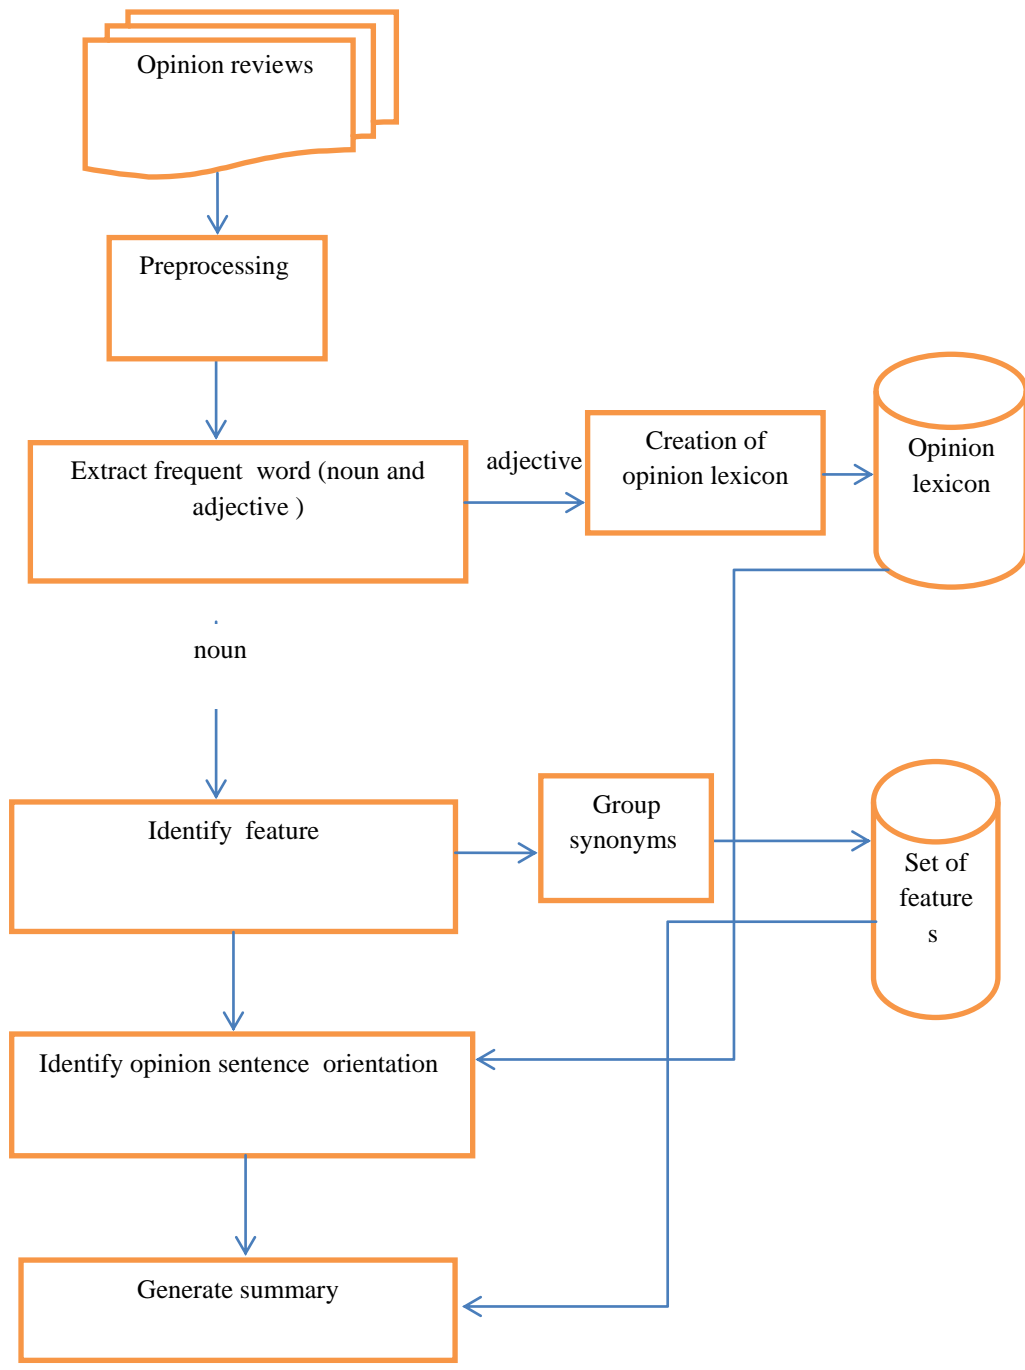 Opinion reviews
Preprocessing
Extract frequent  word (noun and
adjective )
adjective
Creation of
opinion lexicon
Opinion
lexicon
noun
Identify  feature
Group
synonyms
Set of
feature
s
Identify opinion sentence  orientation
Generate summary